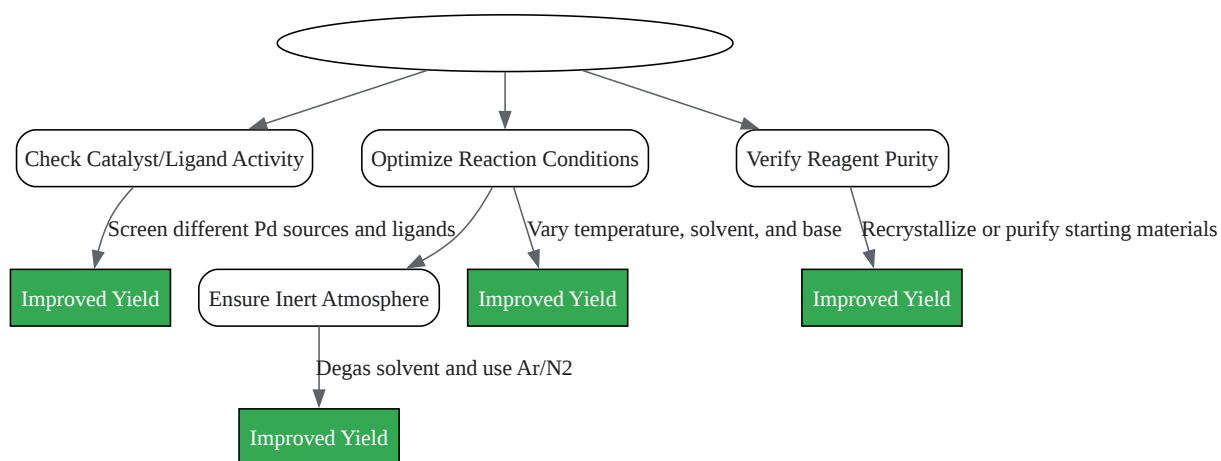 Check Catalyst/Ligand Activity
Optimize Reaction Conditions
Verify Reagent Purity
Screen different Pd sources and ligands
Vary temperature, solvent, and base
Recrystallize or purify starting materials
Improved Yield
Ensure Inert Atmosphere
Improved Yield
Improved Yield
Degas solvent and use Ar/N2
Improved Yield